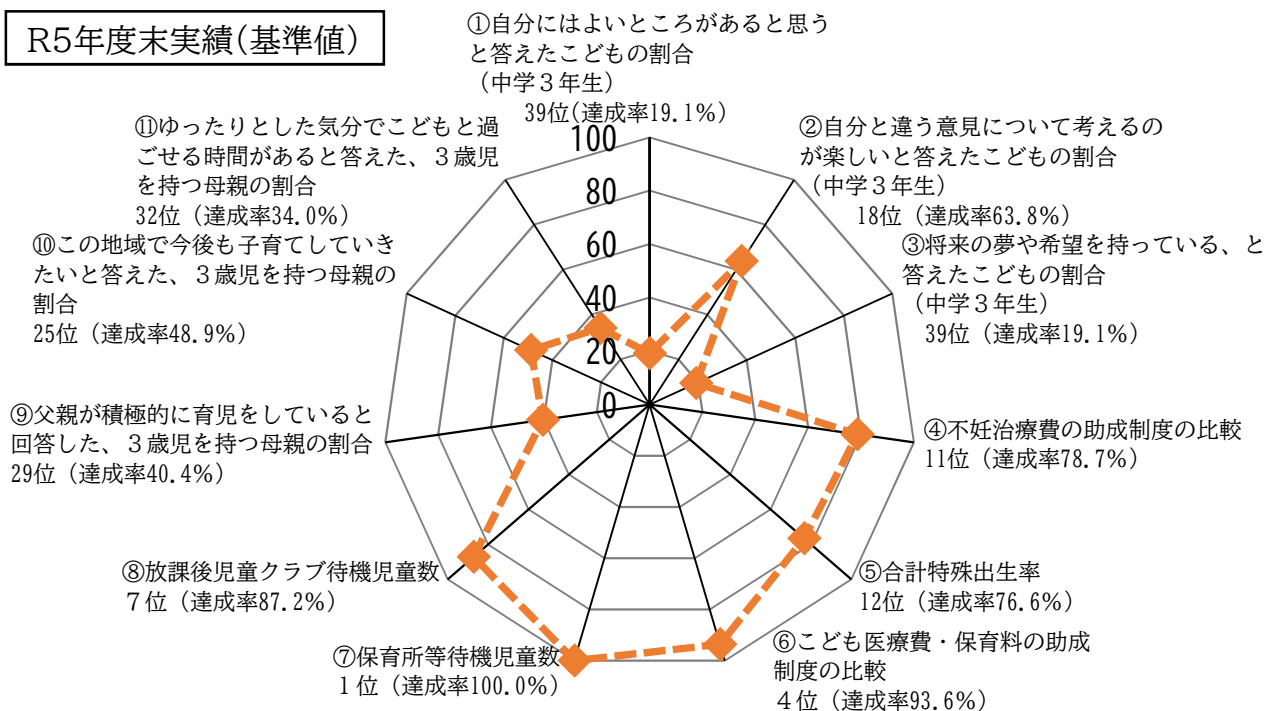 R5年度末実績(基準値)
①自分にはよいところがあると思う
と答えたこどもの割合
（中学３年生）
39位(達成率19.1%)
②自分と違う意見について考えるの
が楽しいと答えたこどもの割合
（中学３年生）
18位（達成率63.8%）
③将来の夢や希望を持っている、と
答えたこどもの割合
（中学３年生）
39位（達成率19.1%）
④不妊治療費の助成制度の比較
11位（達成率78.7%）
⑤合計特殊出生率
12位（達成率76.6%）
⑥こども医療費・保育料の助成
制度の比較
４位（達成率93.6%）
⑦保育所等待機児童数
１位（達成率100.0%）
⑧放課後児童クラブ待機児童数
７位（達成率87.2%）
⑨父親が積極的に育児をしていると
回答した、３歳児を持つ母親の割合
29位（達成率40.4%）
⑩この地域で今後も子育てしていき
たいと答えた、３歳児を持つ母親の
割合
25位（達成率48.9%）
⑪ゆったりとした気分でこどもと過
ごせる時間があると答えた、３歳児
を持つ母親の割合
32位（達成率34.0%）
100
80
60
40
20
0